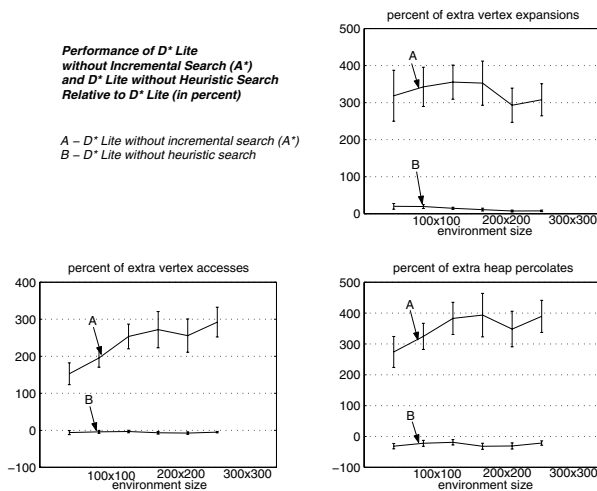 Performance of D* Lite
without Incremental Search (A*)
and D* Lite without Heuristic Search
Relative to D* Lite (in percent)
A − D* Lite without incremental search (A*)
B − D* Lite without heuristic search
percent of extra vertex expansions
500
400
300
200
100
0
A
B
100x100 200x200 300x300
environment size
percent of extra vertex accesses
400
300
200
100
0
−100
A
B
100x100 200x200 300x300
environment size
percent of extra heap percolates
500
400
300
200
100
0
−100
A
B
100x100 200x200 300x300
environment size